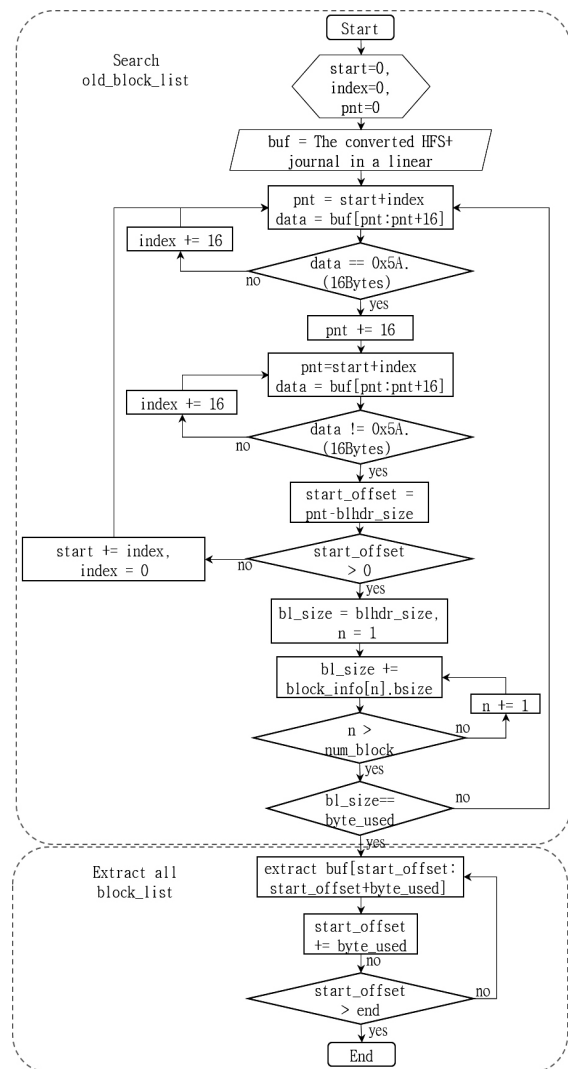 Start
Search
old_block_list
start=0,
index=0,
pnt=0
buf = The converted HFS+
journal in a linear
pnt = start+index
data = buf[pnt:pnt+16]
index += 16
data == 0x5A.
(16Bytes)
no
yes
pnt += 16
pnt=start+index
data = buf[pnt:pnt+16]
index += 16
data != 0x5A.
(16Bytes)
no
yes
start_offset =
pnt-blhdr_size
start += index,
index = 0
no
start_offset
> 0
yes
bl_size = blhdr_size,
n = 1
bl_size +=
block_info[n].bsize
n += 1
n >
num_block
no
yes
bl_size==
byte_used
no
yes
Extract all
block_list
extract buf[start_offset:
start_offset+byte_used]
start_offset
+= byte_used
no
start_offset
> end
no
yes
End